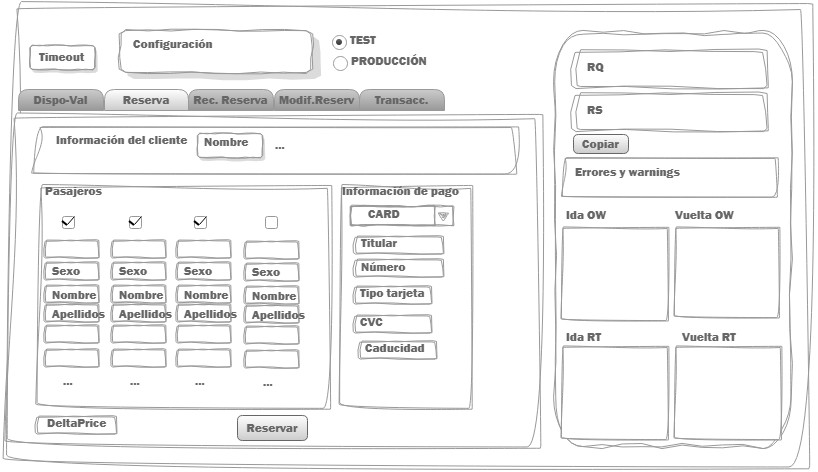 Timeout
Configuración
TEST
PRODUCCIÓN
Dispo-Val Reserva Rec. Reserva Modif.Reserv Transacc.
Información del cliente Nombre ...
Pasajeros
Sexo Sexo Sexo Sexo
Nombre Nombre Nombre Nombre
Apellidos Apellidos Apellidos Apellidos
... ... ... ...
Información de pago
CARD
Titular
Número
Tipo tarjeta
CVC
Caducidad
DeltaPrice
Reservar
RQ
RS
Copiar
Errores y warnings
Ida OW Vuelta OW
Ida RT Vuelta RT